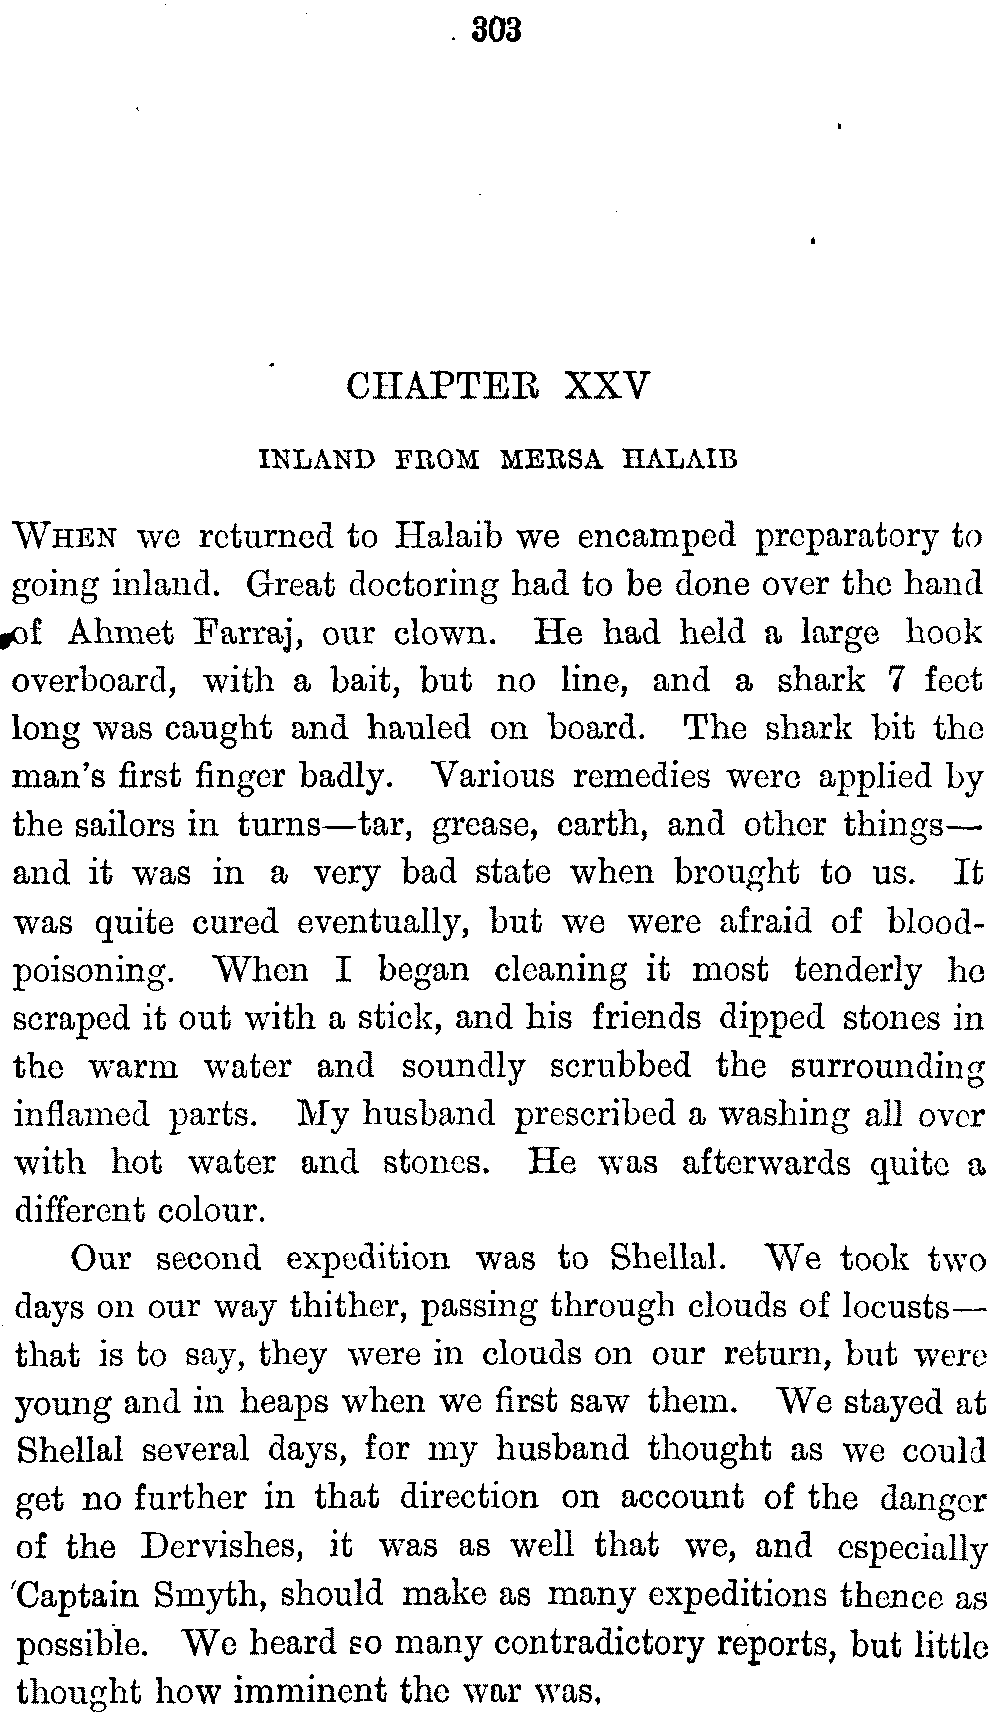 303
CHAPTER XXV
INLAND FROM MERSA HALAIB
WHEN we returned to Halaib we encamped preparatory to
going inland. Great doctoring had to be done over the hand
of Ahmet Farraj, our clown. He had held a large hook
overboard, with a bait, but no line, and a shark 7 feet
long was caught and hauled on board. The shark bit the
man's first finger badly. Various remedies were applied by
the sailors in turns—tar, grease, earth, and other things—
and it was in a very bad state when brought to us. It
was quite cured eventually, but we were afraid of blood-
poisoning. When I began cleaning it most tenderly he
scraped it out with a stick, and his friends dipped stones in
the warm water and soundly scrubbed the surrounding
inflamed parts. My husband prescribed a washing all over
with hot water and stones. He was afterwards quite a
different colour.
Our second expedition was to Shellal. We took two
days on our way thither, passing through clouds of locusts—
that is to say, they were in clouds on our return, but were
young and in heaps when we first saw them. We stayed at
Shellal several days, for my husband thought as we could
get no further in that direction on account of the danger
of the Dervishes, it was as well that we, and especially
Captain Smyth, should make as many expeditions thence as
possible. We heard so many contradictory reports, but little
thought how imminent the war was.